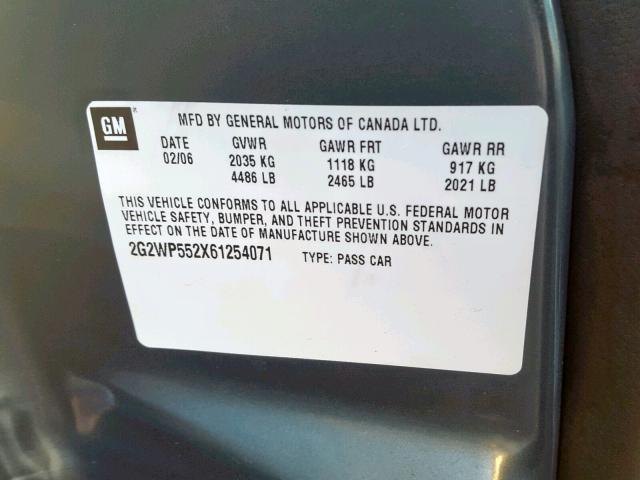 GM
MFD BY GENERAL MOTORS OF CANADA LTD.
DATE GVWR GAWR FRT GAWR RR
02/06 2035 KG 1118 KG 917 KG
4486 LB 2465 LB 2021 LB
THIS VEHICLE CONFORMS TO ALL APPLICABLE U.S. FEDERAL MOTOR
VEHICLE SAFETY, BUMPER, AND THEFT PREVENTION STANDARDS IN
EFFECT ON THE DATE OF MANUFACTURE SHOWN ABOVE.
2G2WP552X61254071 TYPE: PASS CAR